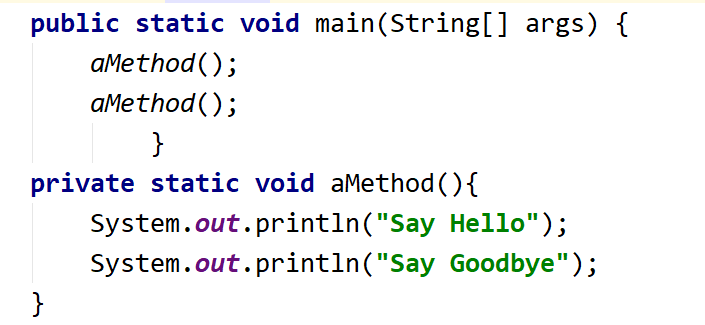 public static void main(String[] args) {
aMethod();
aMethod();
}
private static void aMethod(){
System.out.println("Say Hello");
System.out.println("Say Goodbye");
}